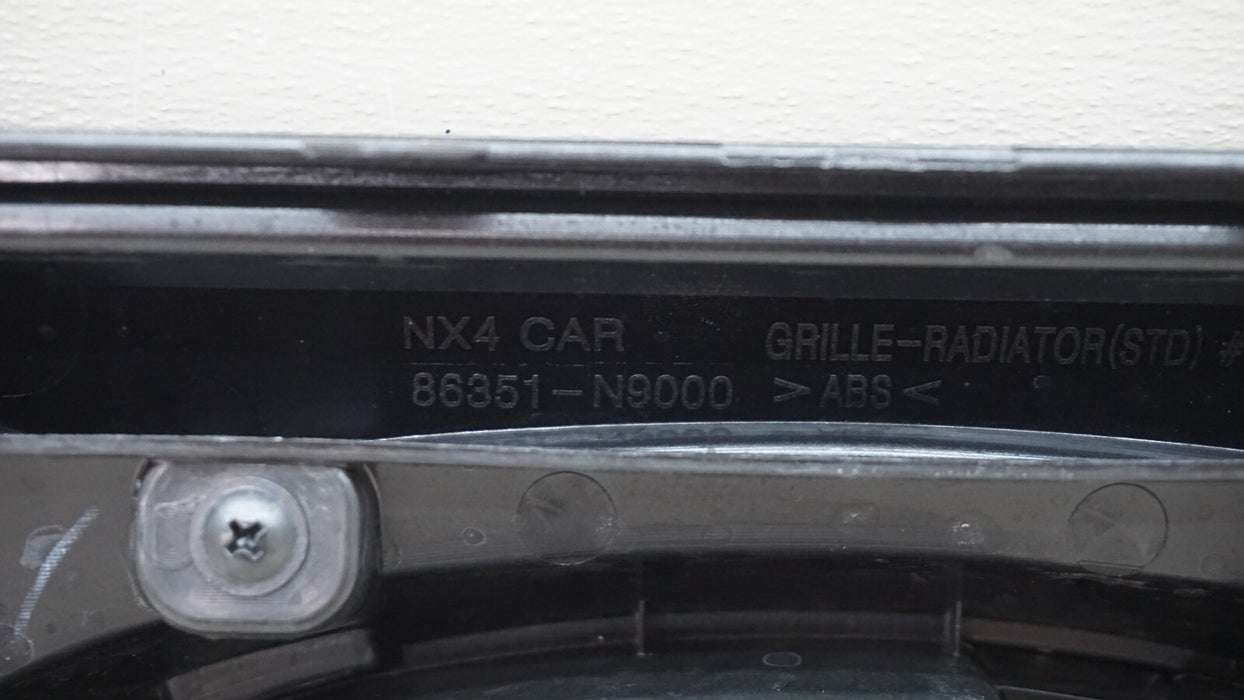 NX4 CAR GRILLE-RADIATOR(STD) #
86351-N9000 >ABS<